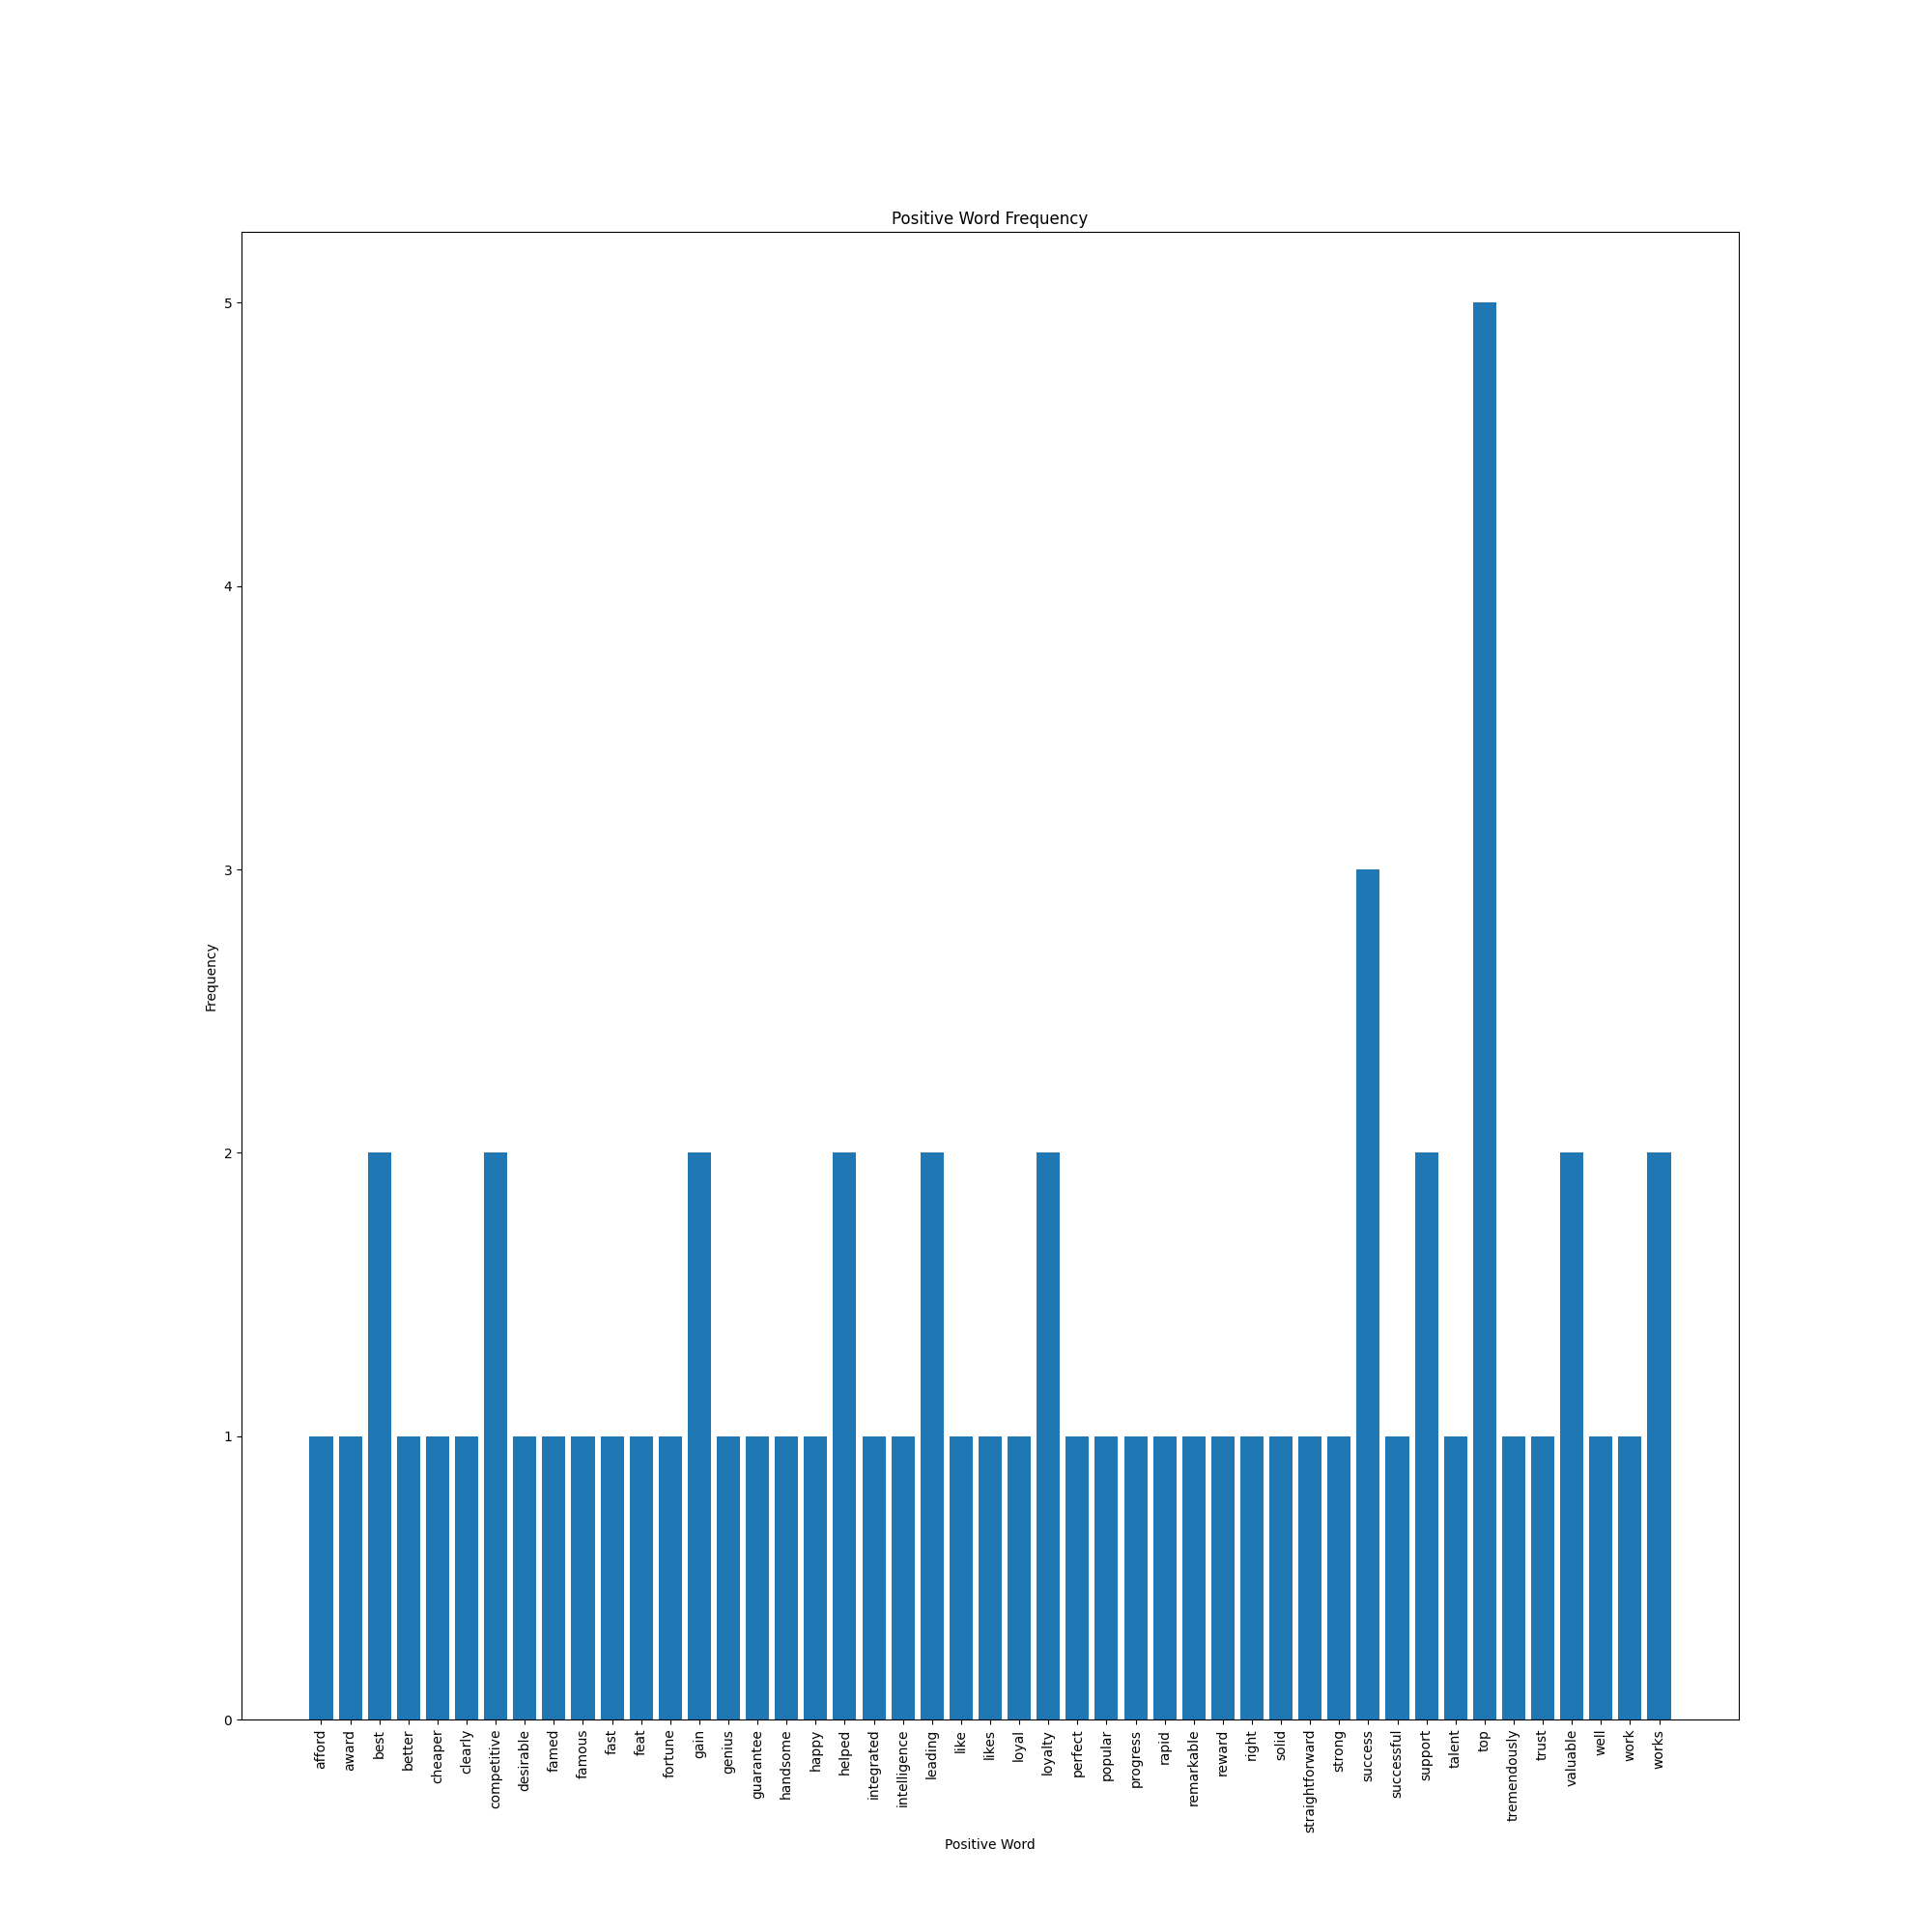 Positive Word Frequency
5
4
3
2
1
0
Frequency
afford
award
best
better
cheaper
clearly
competitive
desirable
famed
famous
fast
feat
fortune
gain
genius
guarantee
handsome
happy
helped
integrated
intelligence
leading
like
likes
loyal
loyalty
perfect
popular
progress
rapid
remarkable
reward
right
solid
straightforward
strong
success
successful
support
talent
top
tremendously
trust
valuable
well
work
works
Positive Word